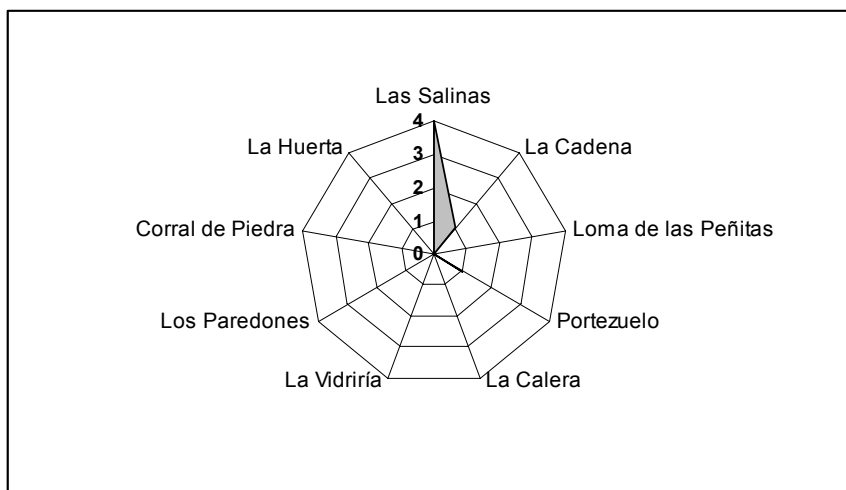 Las Salinas
4
La Huerta
La Cadena
3
2
Corral de Piedra
1
Loma de las Peñitas
0
Los Paredones
Portezuelo
La Vidriría
La Calera